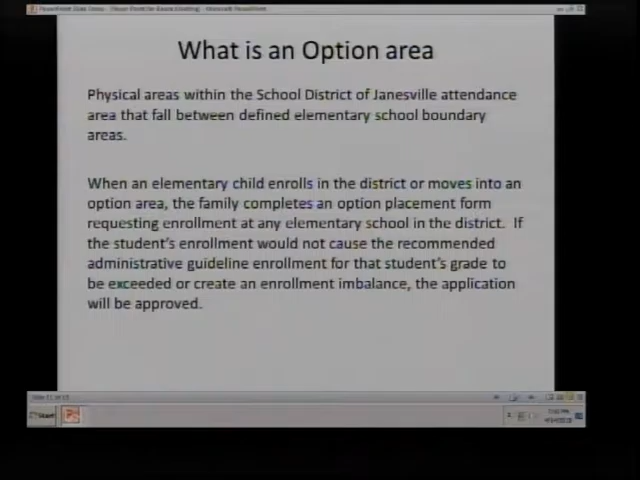 What is an Option area
Physical areas within the School District of Janesville attendance
area that fall between defined elementary school boundary
areas.
When an elementary child enrolls in the district or moves into an
option area, the family completes an option placement form
requesting enrollment at any elementary school in the district. If
the student's enrollment would not cause the recommended
administrative guideline enrollment for that student's grade to
be exceeded or create an enrollment imbalance, the application
will be approved.
Start